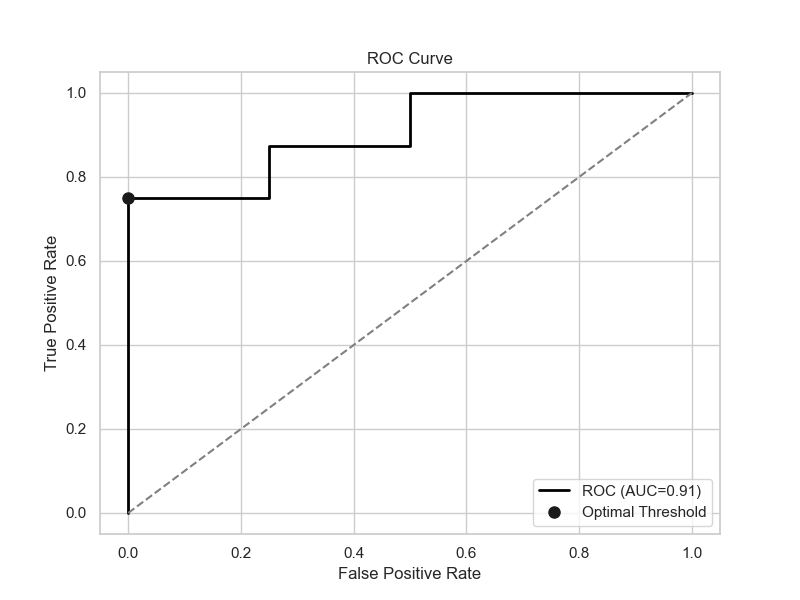 ROC Curve
1.0
0.8
0.6
0.4
0.2
0.0
True Positive Rate
0.0 0.2 0.4 0.6 0.8 1.0
False Positive Rate
ROC (AUC=0.91)
Optimal Threshold